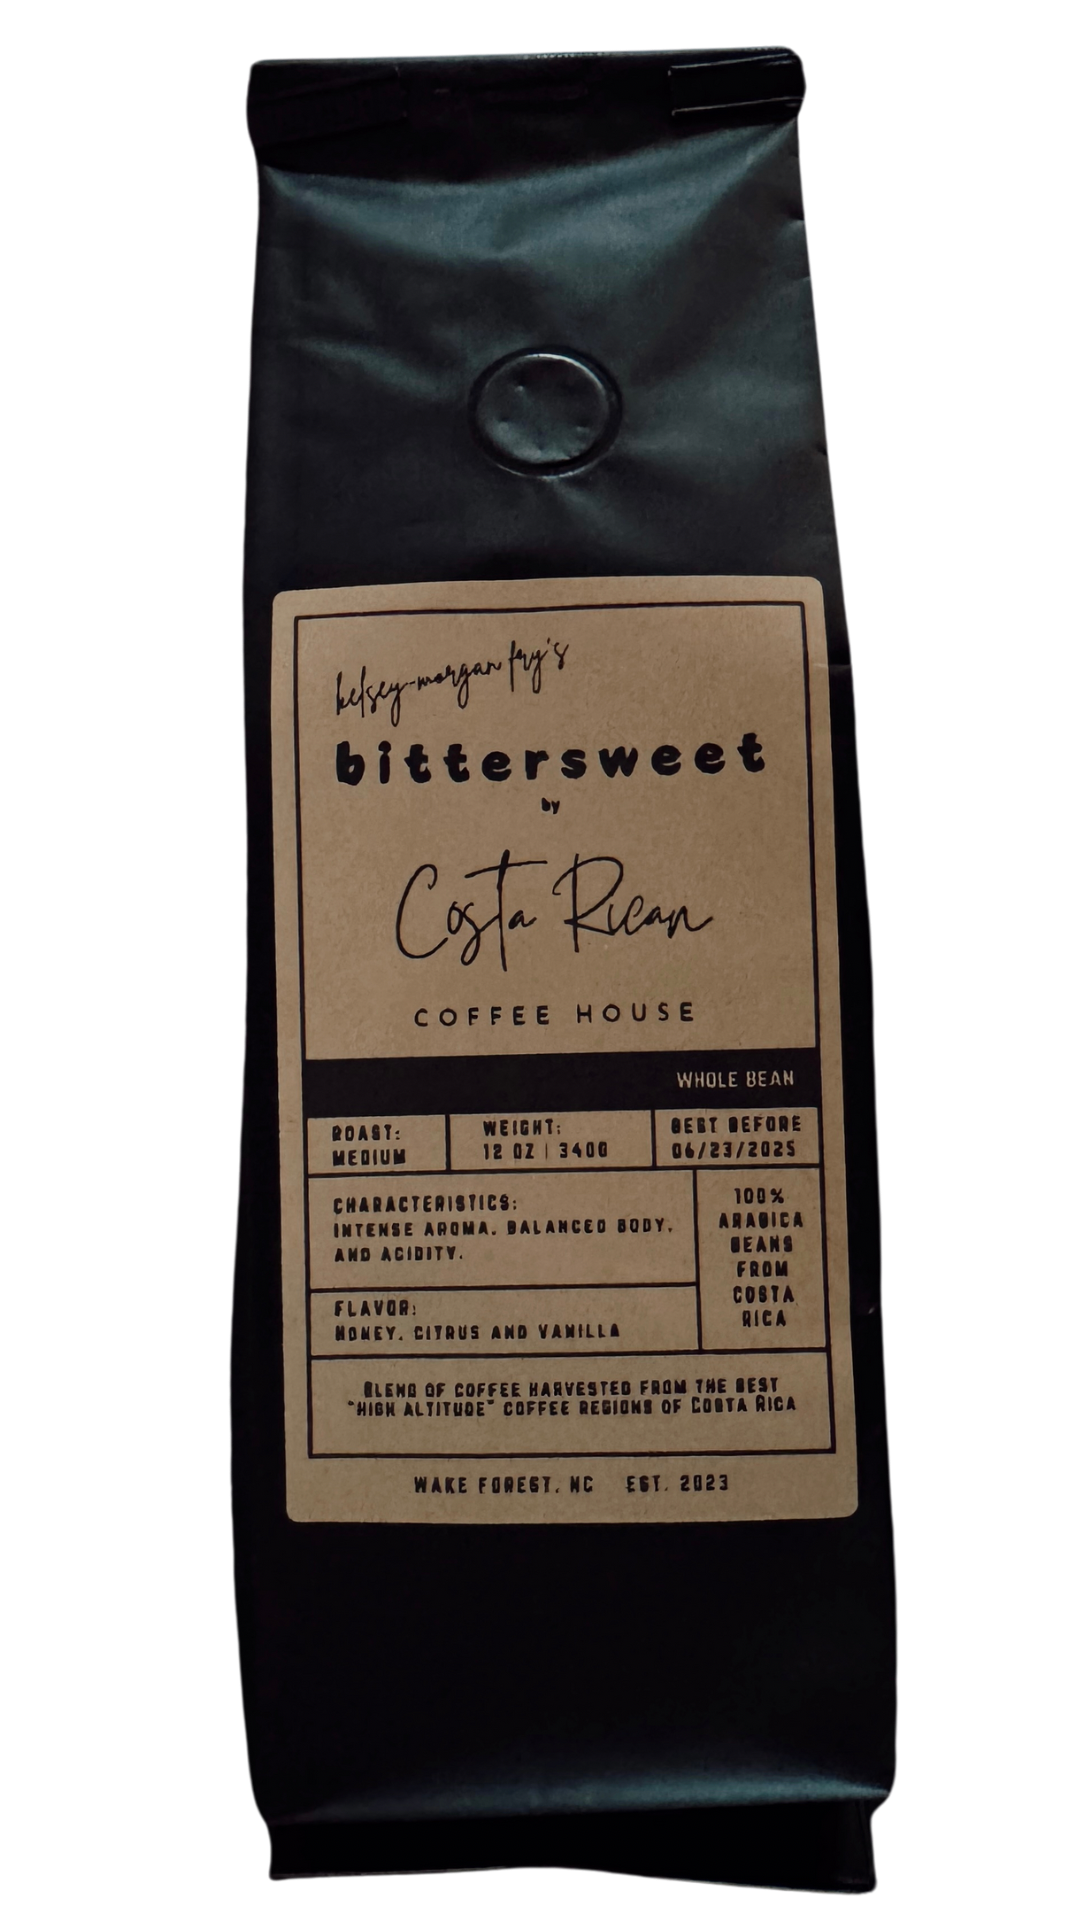 kelsey-morgan fry's
bittersweet
by
Costa Rican
COFFEE HOUSE
WHOLE BEAN
ROAST:
MEDIUM
WEIGHT:
12 OZ | 340G
BEST BEFORE
06/23/2025
CHARACTERISTICS:
INTENSE AROMA, BALANCED BODY,
AND ACIDITY.
100%
ARABICA
BEANS
FROM
COSTA
RICA
FLAVOR:
HONEY, CITRUS AND VANILLA
BLEND OF COFFEE HARVESTED FROM THE BEST
"HIGH ALTITUDE" COFFEE REGIONS OF COSTA RICA
WAKE FOREST, NC EST. 2023